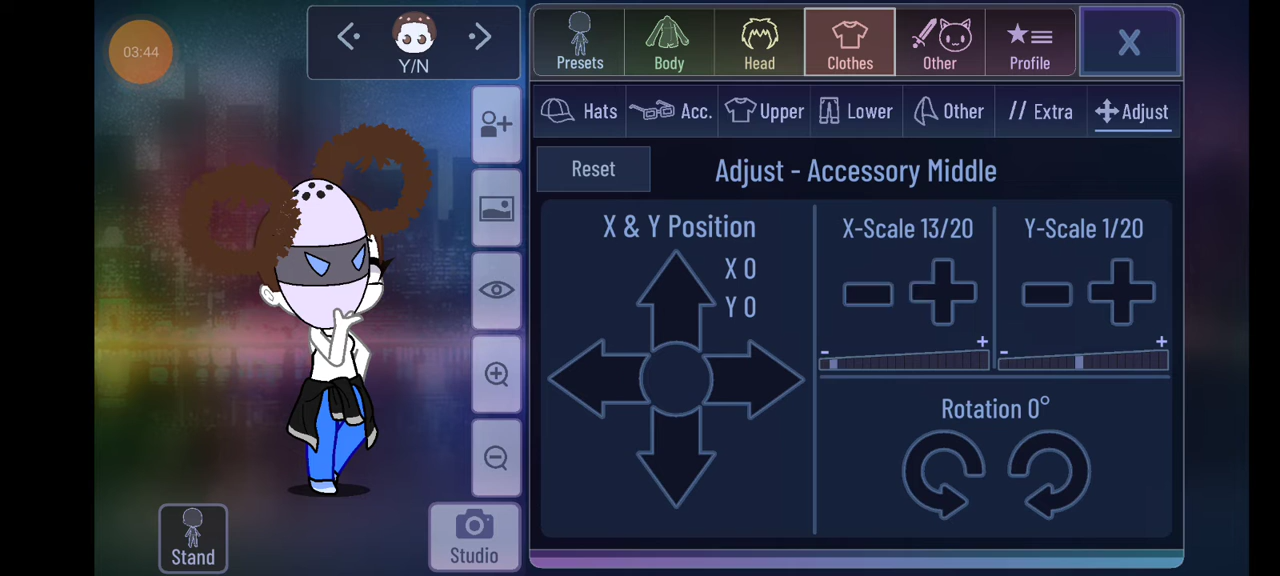 03:44
Y/N
Presets
Body
Head
Clothes
Other
Profile
X
Hats
Acc.
Upper
Lower
Other
Extra
Adjust
Reset
Adjust - Accessory Middle
X & Y Position
X 0
Y 0
X-Scale 13/20
- +
Y-Scale 1/20
- +
Rotation 0°
Stand
Studio